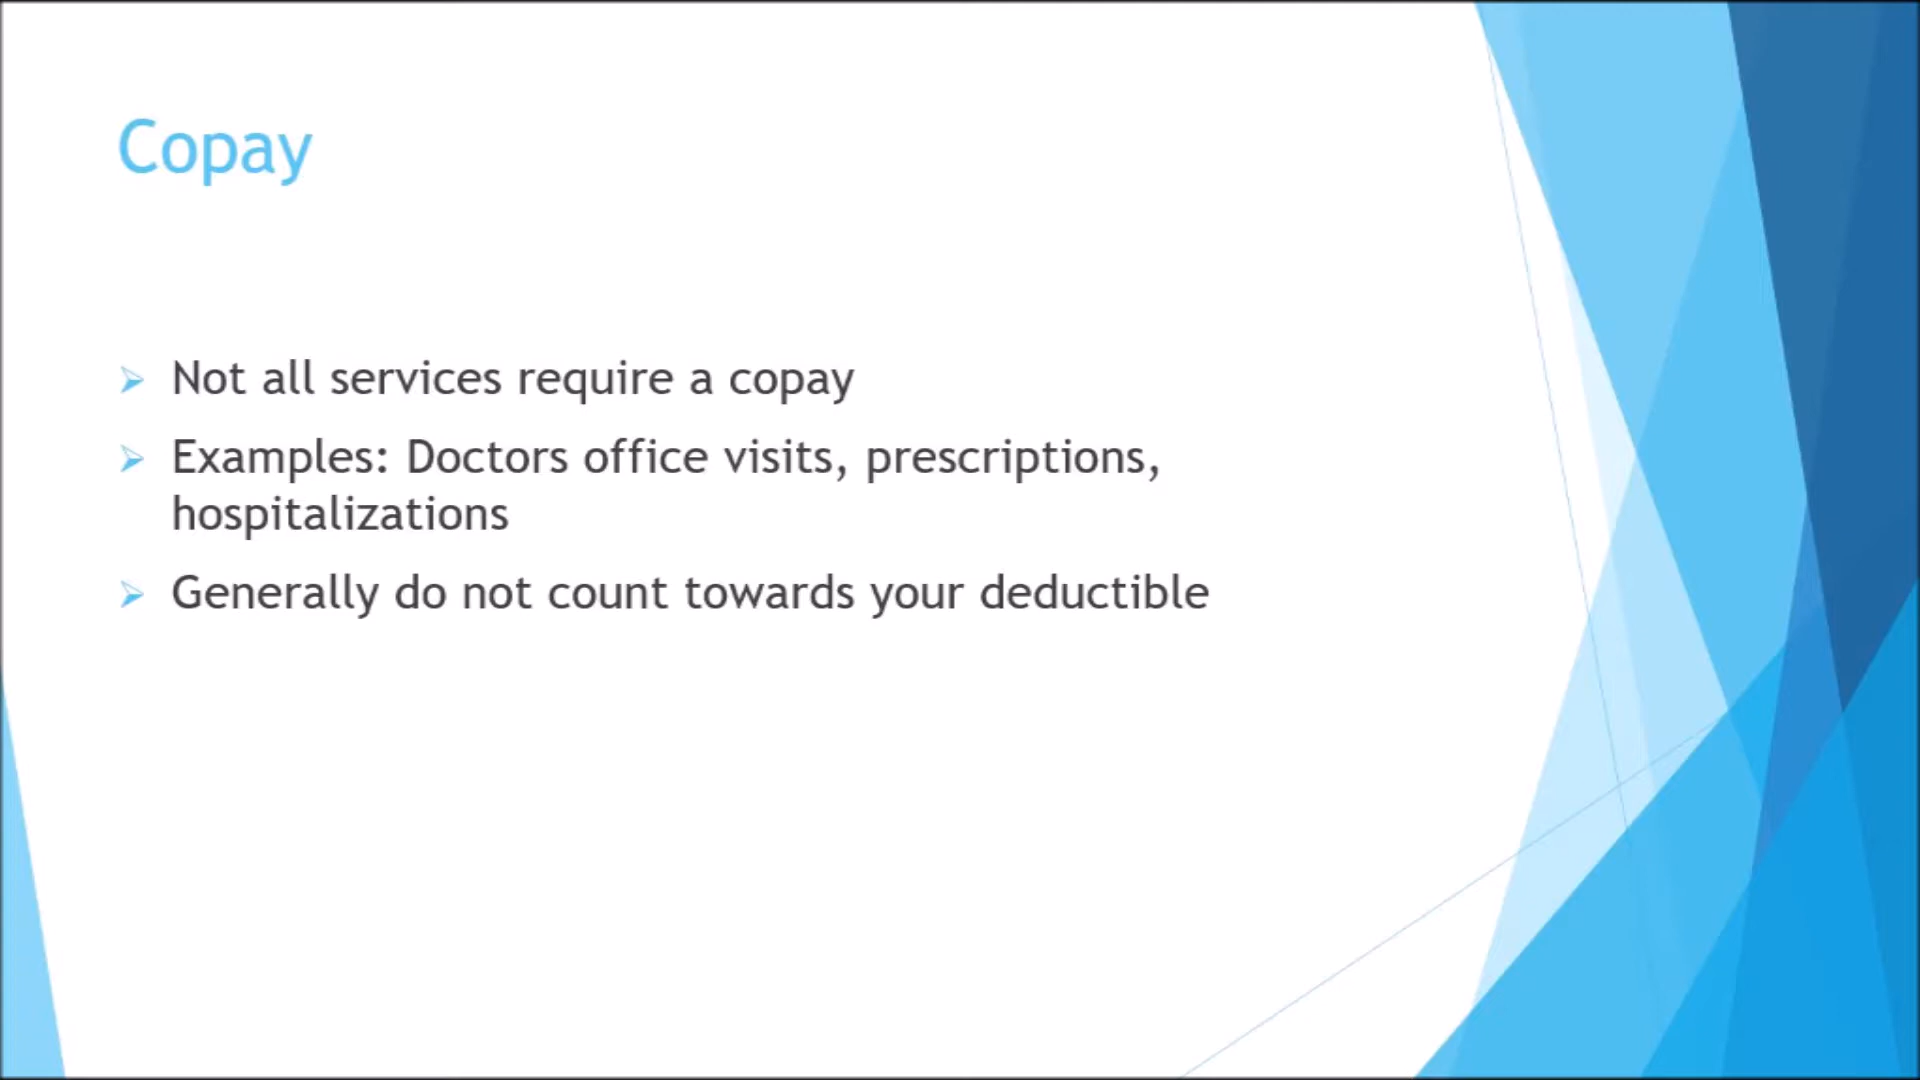 Copay
Not all services require a copay
Examples: Doctors office visits, prescriptions,
hospitalizations
Generally do not count towards your deductible